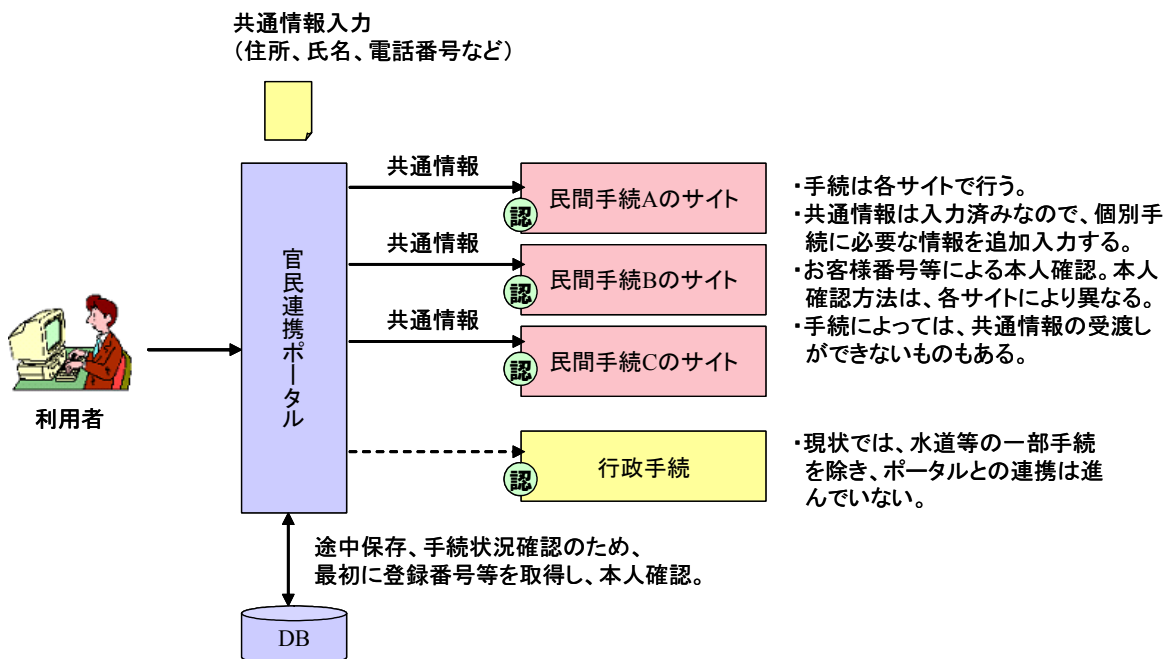 共通情報入力
（住所、氏名、電話番号など）
共通情報
民間手続Aのサイト
認
共通情報
民間手続Bのサイト
認
共通情報
民間手続Cのサイト
認
官民連携ポータル
利用者
行政手続
認
・手続は各サイトで行う。
・共通情報は入力済みなので、個別手
続に必要な情報を追加入力する。
・お客様番号等による本人確認。本人
確認方法は、各サイトにより異なる。
・手続によっては、共通情報の受渡し
ができないものもある。
・現状では、水道等の一部手続
を除き、ポータルとの連携は進
んでいない。
途中保存、手続状況確認のため、
最初に登録番号等を取得し、本人確認。
DB